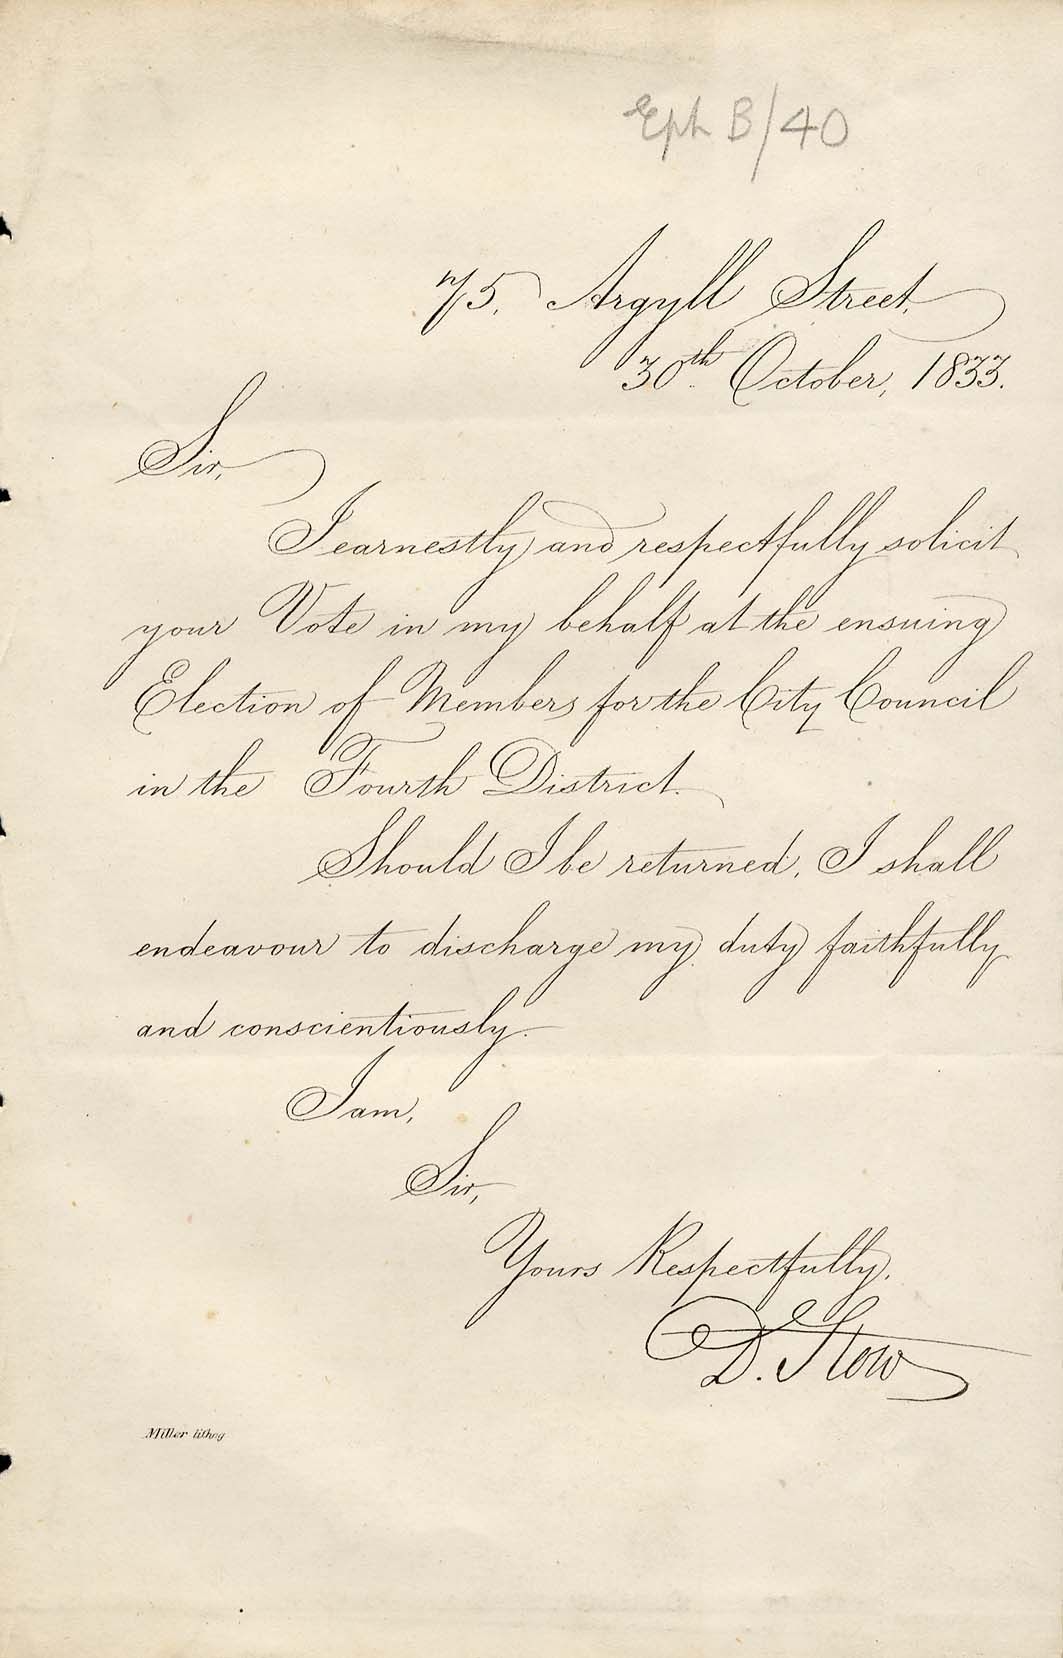 Eph B/40
75, Argyll Street,
30th October, 1833.
Sir,
I earnestly and respectfully solicit
your Vote in my behalf at the ensuing
Election of Members for the City Council
in the Fourth District.
Should I be returned, I shall
endeavour to discharge my duty faithfully
and conscientiously.
I am,
Sir,
Yours Respectfully,
D. Stow
Miller lithog